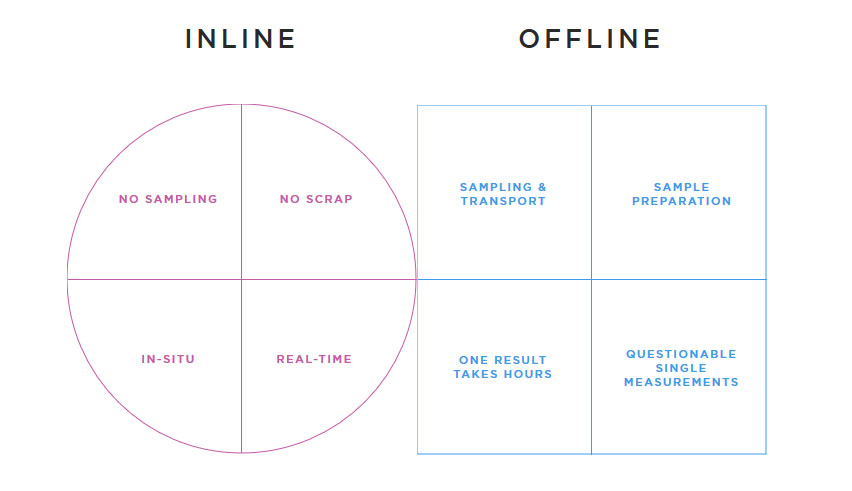 INLINE
OFFLINE
NO SAMPLING
NO SCRAP
IN-SITU
REAL-TIME
SAMPLING &
TRANSPORT
SAMPLE
PREPARATION
ONE RESULT
TAKES HOURS
QUESTIONABLE
SINGLE
MEASUREMENTS